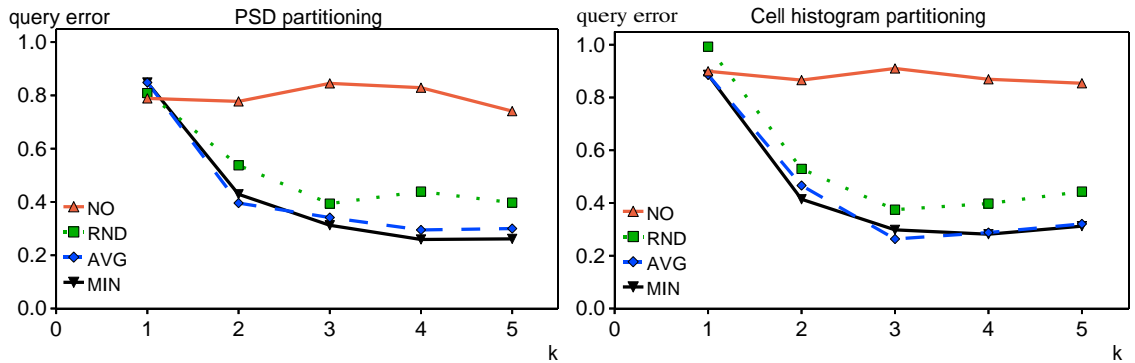 query error PSD partitioning
1.0
0.8
0.6
0.4
0.2
0.0
NO
RND
AVG
MIN
0 1 2 3 4 5
k
query error Cell histogram partitioning
1.0
0.8
0.6
0.4
0.2
0.0
NO
RND
AVG
MIN
0 1 2 3 4 5
k